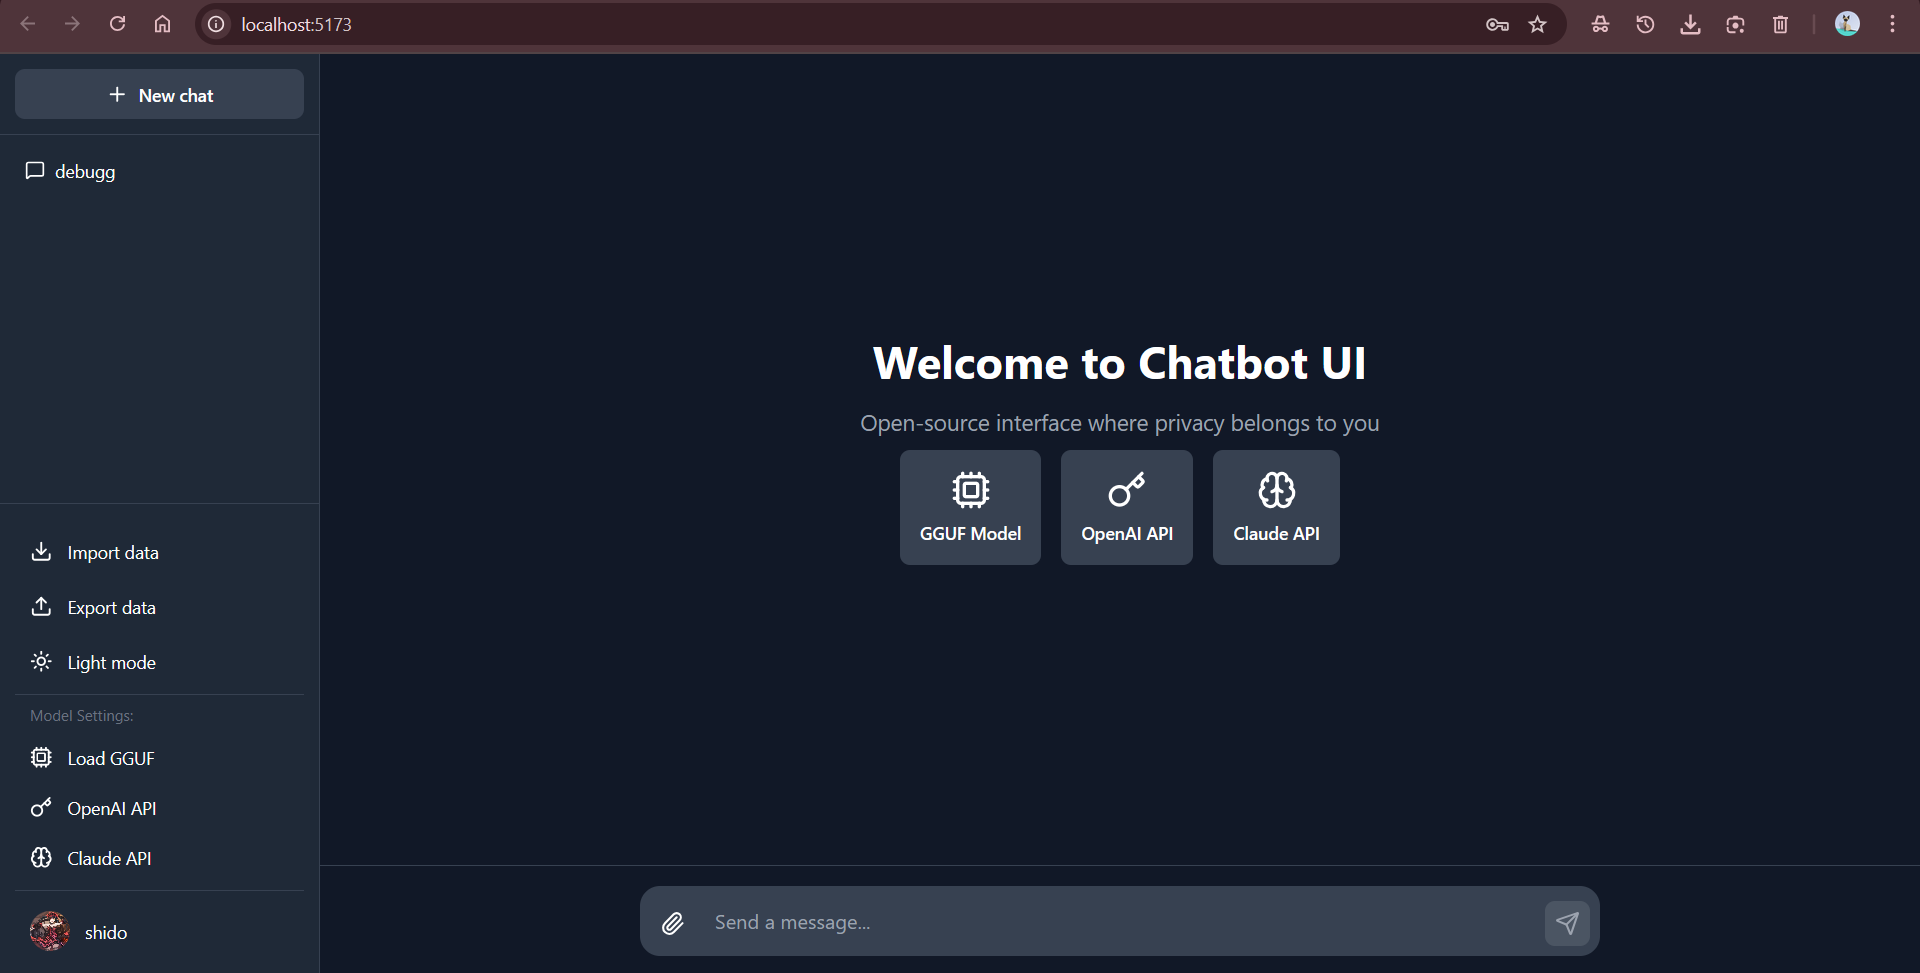 localhost:5173
New chat
debugg
Import data
Export data
Light mode
Model Settings:
Load GGUF
OpenAI API
Claude API
shido
Welcome to Chatbot UI
Open-source interface where privacy belongs to you
GGUF Model
OpenAI API
Claude API
Send a message...